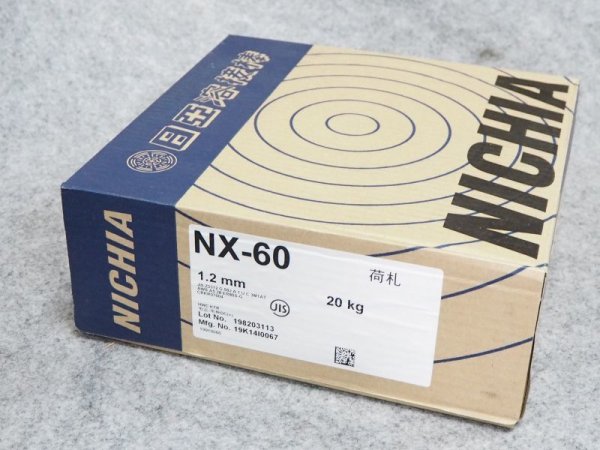 日亜溶接棒
NICHIA
NICHIA
NX-60
荷札
1.2 mm
20 kg
JIS
Lot No. 198203113
Mfg. No. 19K14I0067